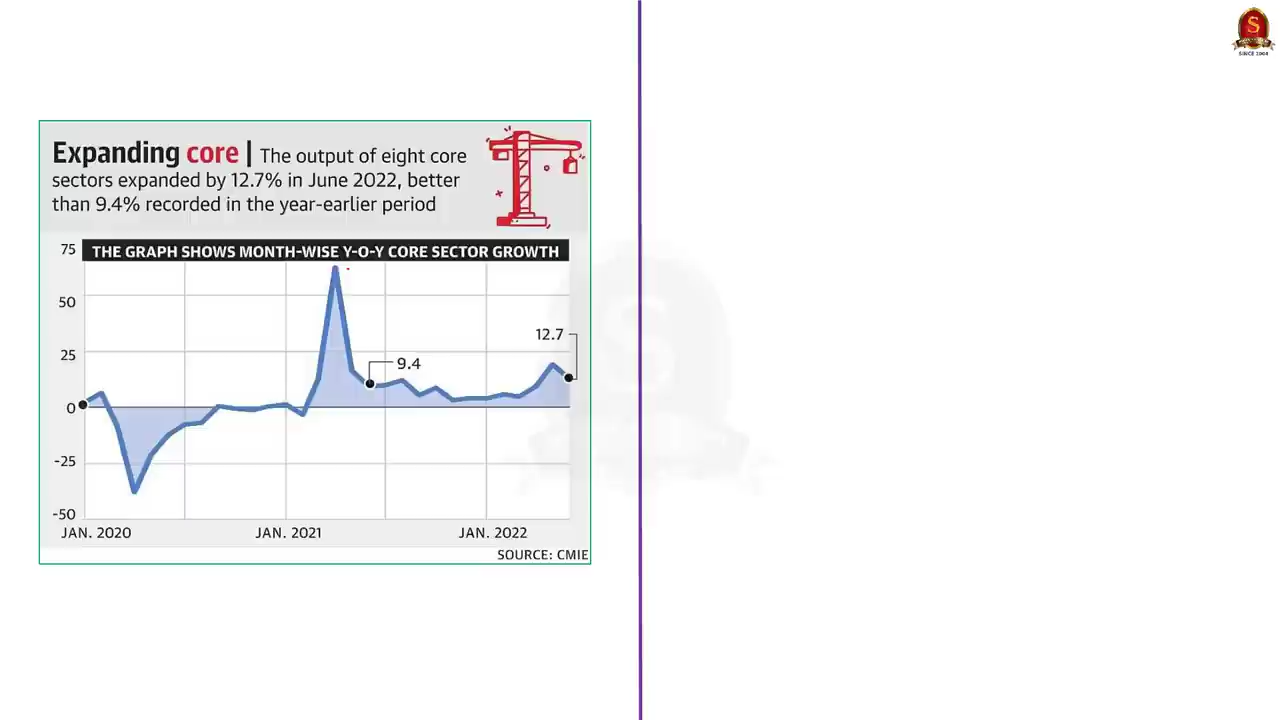 S
SINCE 2004
Expanding core | The output of eight core
sectors expanded by 12.7% in June 2022, better
than 9.4% recorded in the year-earlier period
THE GRAPH SHOWS MONTH-WISE Y-O-Y CORE SECTOR GROWTH
75
50
25
0
-25
-50
9.4
12.7
JAN. 2020
JAN. 2021
JAN. 2022
SOURCE: CMIE